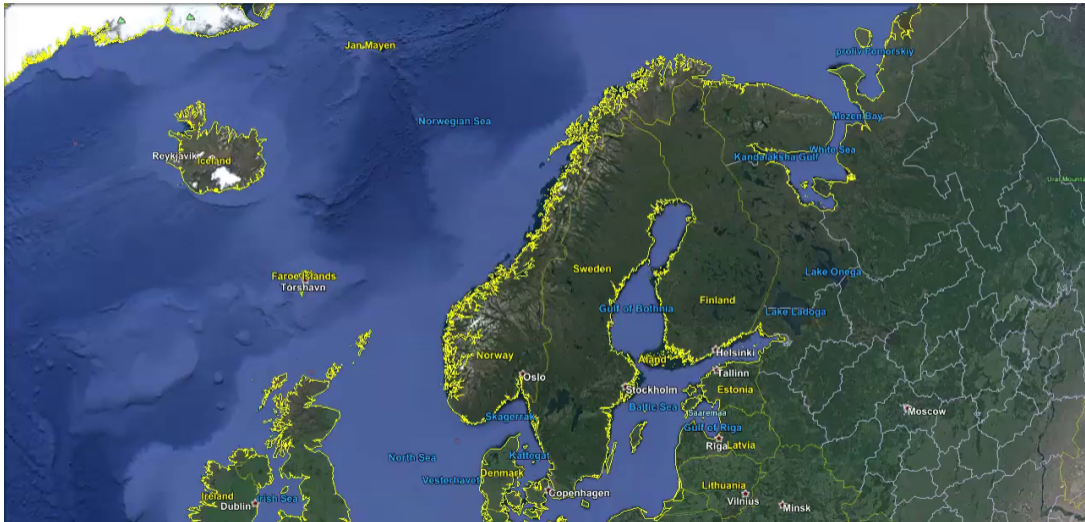 Jan Mayen
proliv Pomorskiy
Mezen Bay
Norwegian Sea
White Sea
Kandalaksha Gulf
Reykjavik
Iceland
Ural Mounta
Sweden
Lake Onega
Faroe Islands
Tórshavn
Finland
Gulf of Bothnia
Lake Ladoga
Norway
Aland
Helsinki
Tallinn
Oslo
Stockholm
Estonia
Baltic Sea
Saaremaa
Moscow
Skagerrak
Gulf of Riga
Riga
Latvia
North Sea
Kattegat
Denmark
Vesterhavet
Lithuania
Copenhagen
Vilnius
Minsk
Ireland
Irish Sea
Dublin